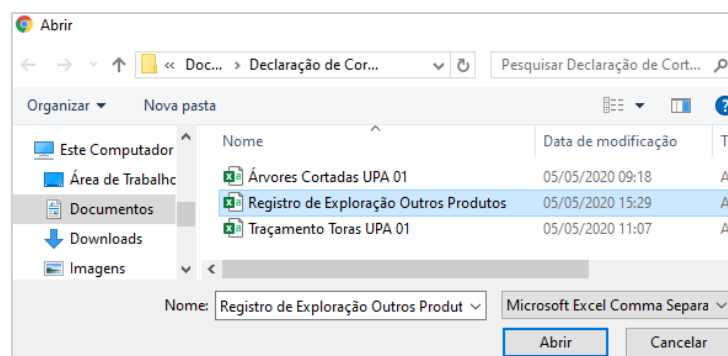 Abrir
« Doc... › Declaração de Cor...
Pesquisar Declaração de Cort...
Organizar Nova pasta
Nome Data de modificação T
Este Computador
Área de Trabalhc
Documentos
Downloads
Imagens
Árvores Cortadas UPA 01 05/05/2020 09:18 A
Registro de Exploração Outros Produtos 05/05/2020 15:29 A
Traçamento Toras UPA 01 05/05/2020 11:07 A
Nome: Registro de Exploração Outros Produt Microsoft Excel Comma Separa
Abrir Cancelar